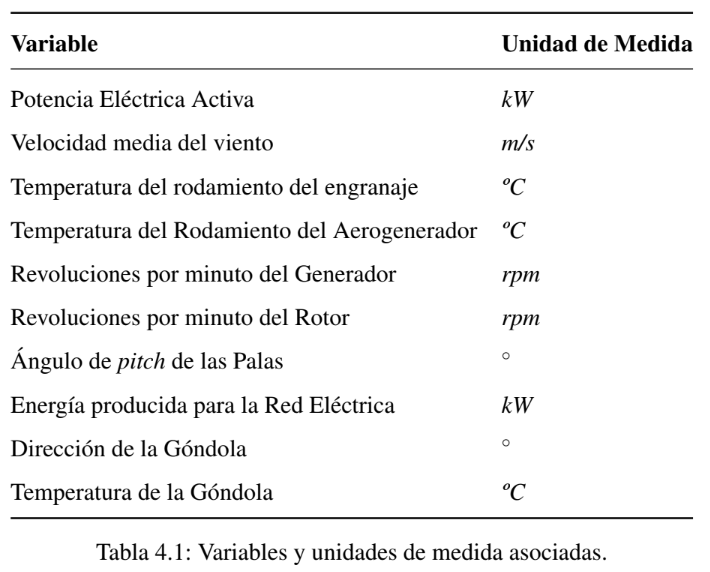 Variable Unidad de Medida
Potencia Eléctrica Activa kW
Velocidad media del viento m/s
Temperatura del rodamiento del engranaje ºC
Temperatura del Rodamiento del Aerogenerador ºC
Revoluciones por minuto del Generador rpm
Revoluciones por minuto del Rotor rpm
Ángulo de pitch de las Palas °
Energía producida para la Red Eléctrica kW
Dirección de la Góndola °
Temperatura de la Góndola ºC
Tabla 4.1: Variables y unidades de medida asociadas.